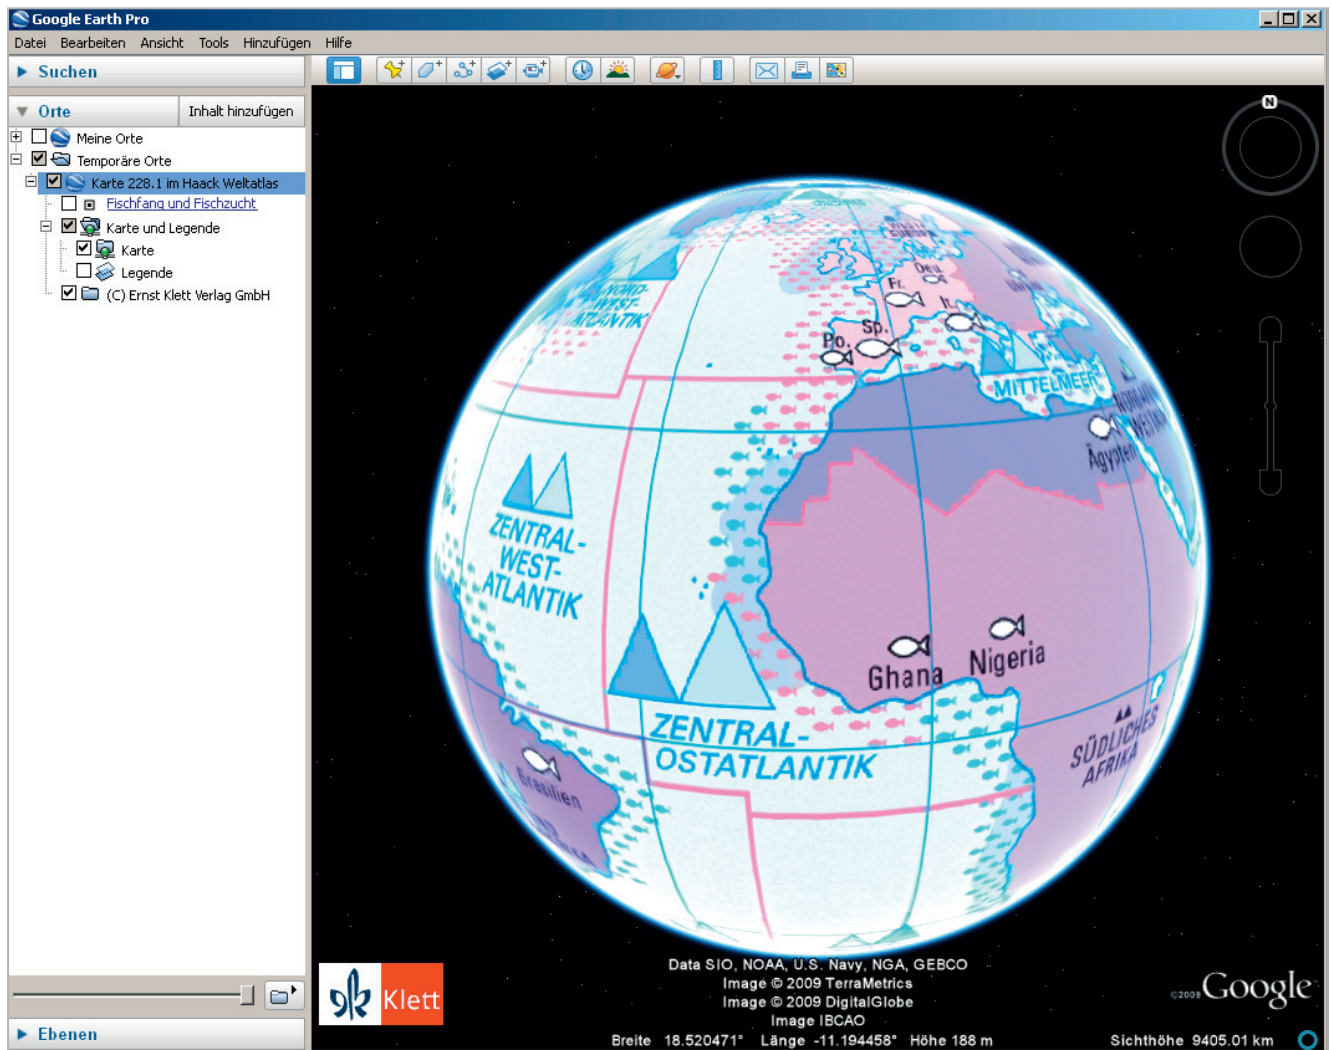 Google Earth Pro
Datei Bearbeiten Ansicht Tools Hinzufügen Hilfe
Suchen
Orte
Inhalt hinzufügen
Meine Orte
Temporäre Orte
Karte 228.1 im Haack Weltatlas
Fischfang und Fischzucht
Karte und Legende
Karte
Legende
(C) Ernst Klett Verlag GmbH
Ebenen
N
NORD-
WEST-
ATLANTIK
Deu.
Fr.
It.
Sp.
Po.
MITTELMEER
Ägypten
ZENTRAL-
WEST-
ATLANTIK
Ghana
Nigeria
ZENTRAL-
OSTATLANTIK
SÜDLICHES
AFRIKA
Brasilien
Klett
Data SIO, NOAA, U.S. Navy, NGA, GEBCO
Image © 2009 TerraMetrics
Image © 2009 DigitalGlobe
Image IBCAO
©2009 Google
Breite 18.520471° Länge -11.194458° Höhe 188 m
Sichthöhe 9405.01 km